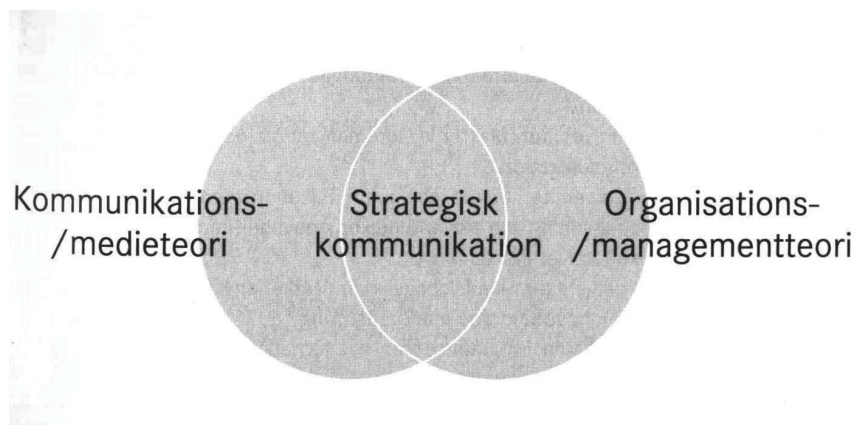 Kommunikations-
/medieteori
Strategisk
kommunikation
Organisations-
/managementteori